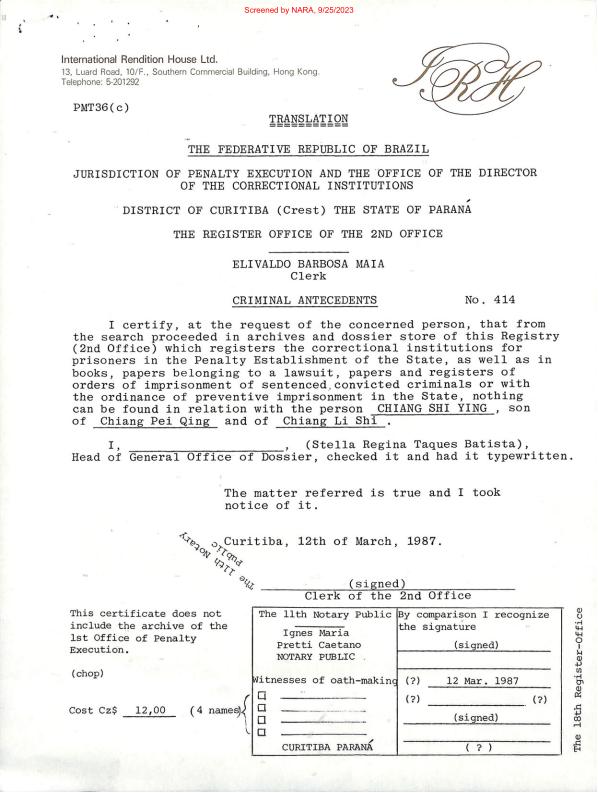 Screened by NARA, 9/25/2023
International Rendition House Ltd.
13, Luard Road, 10/F., Southern Commercial Building, Hong Kong.
Telephone: 5-201292
IRH
PMT36(c)
TRANSLATION
THE FEDERATIVE REPUBLIC OF BRAZIL
JURISDICTION OF PENALTY EXECUTION AND THE OFFICE OF THE DIRECTOR
OF THE CORRECTIONAL INSTITUTIONS
DISTRICT OF CURITIBA (Crest) THE STATE OF PARANÁ
THE REGISTER OFFICE OF THE 2ND OFFICE
ELIVALDO BARBOSA MAIA
Clerk
CRIMINAL ANTECEDENTS No. 414
I certify, at the request of the concerned person, that from
the search proceeded in archives and dossier store of this Registry
(2nd Office) which registers the correctional institutions for
prisoners in the Penalty Establishment of the State, as well as in
books, papers belonging to a lawsuit, papers and registers of
orders of imprisonment of sentenced, convicted criminals or with
the ordinance of preventive imprisonment in the State, nothing
can be found in relation with the person CHIANG SHI YING , son
of Chiang Pei Qing and of Chiang Li Shi .
I, ________________, (Stella Regina Taques Batista),
Head of General Office of Dossier, checked it and had it typewritten.
The matter referred is true and I took
notice of it.
Curitiba, 12th of March, 1987.
The 11th Notary
Public
(signed)
Clerk of the 2nd Office
This certificate does not
include the archive of the
1st Office of Penalty
Execution.
(chop)
Cost Cz$ 12,00 (4 names)
The 11th Notary Public
Ignes Maria
Pretti Caetano
NOTARY PUBLIC
Witnesses of oath-making
CURITIBA PARANÁ
By comparison I recognize
the signature
(signed)
(?) 12 Mar. 1987
(?) ____________ (?)
(signed)
(?)
The 18th Register-Office